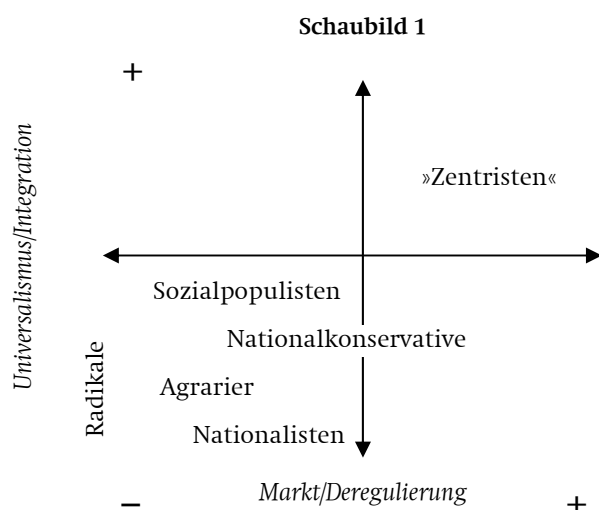 Schaubild 1
+
Universalismus/Integration
»Zentristen«
Sozialpopulisten
Nationalkonservative
Radikale
Agrarier
Nationalisten
Markt/Deregulierung
– +